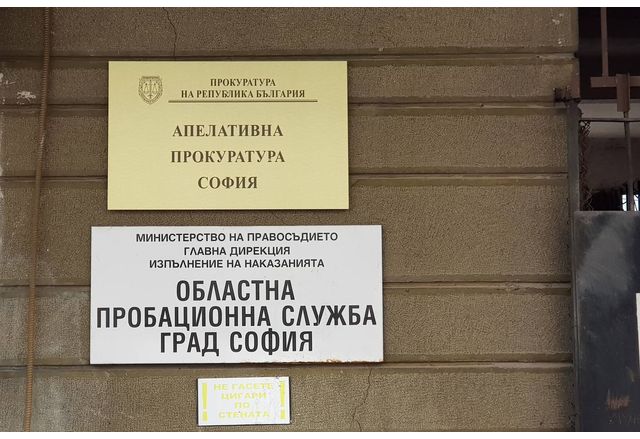 ПРОКУРАТУРА
НА РЕПУБЛИКА БЪЛГАРИЯ
АПЕЛАТИВНА
ПРОКУРАТУРА
СОФИЯ
МИНИСТЕРСТВО НА ПРАВОСЪДИЕТО
ГЛАВНА ДИРЕКЦИЯ
ИЗПЪЛНЕНИЕ НА НАКАЗАНИЯТА
ОБЛАСТНА
ПРОБАЦИОННА СЛУЖБА
ГРАД СОФИЯ
НЕ ГАСЕТЕ
ЦИГАРИ
ПО
СТЕНАТА